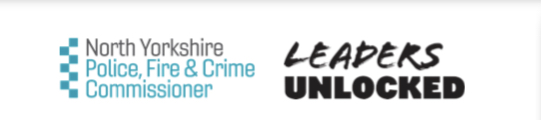 North Yorkshire
Police, Fire & Crime
Commissioner
LEADERS
UNLOCKED